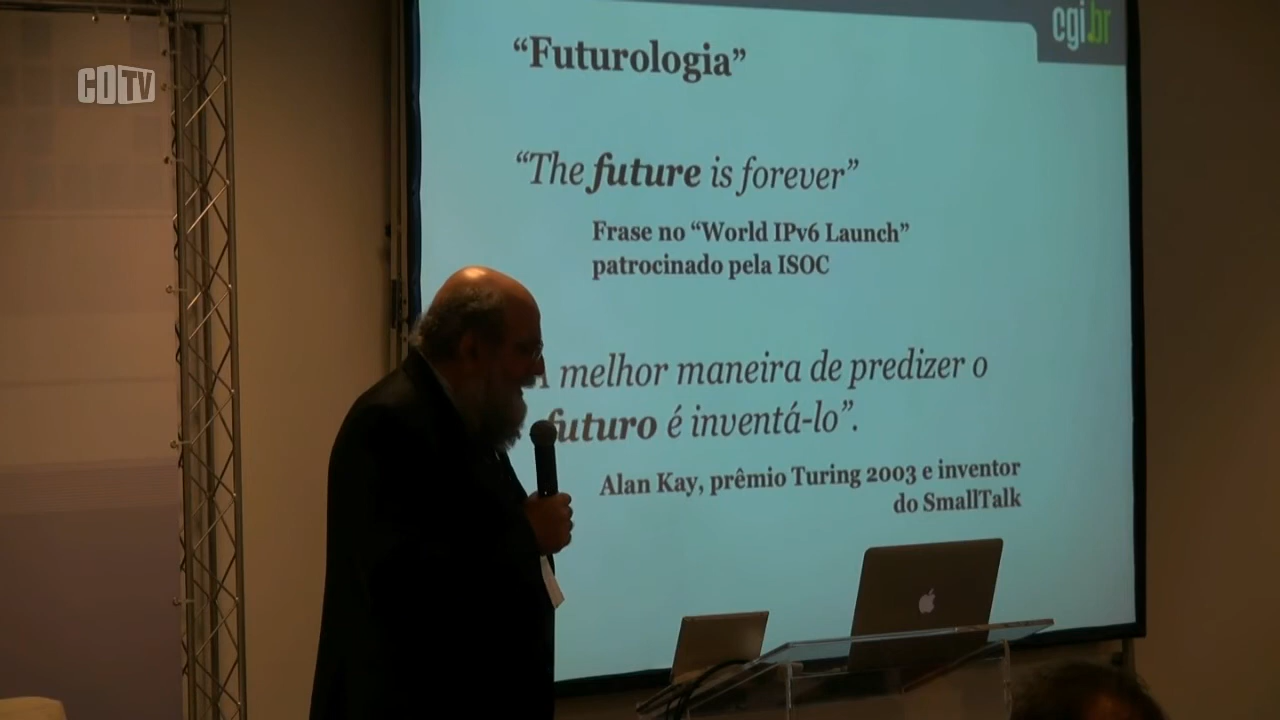 CDTV
cgi.br
“Futurologia”
“The future is forever”
Frase no “World IPv6 Launch”
patrocinado pela ISOC
melhor maneira de predizer o
futuro é inventá-lo”.
Alan Kay, prêmio Turing 2003 e inventor
do SmallTalk